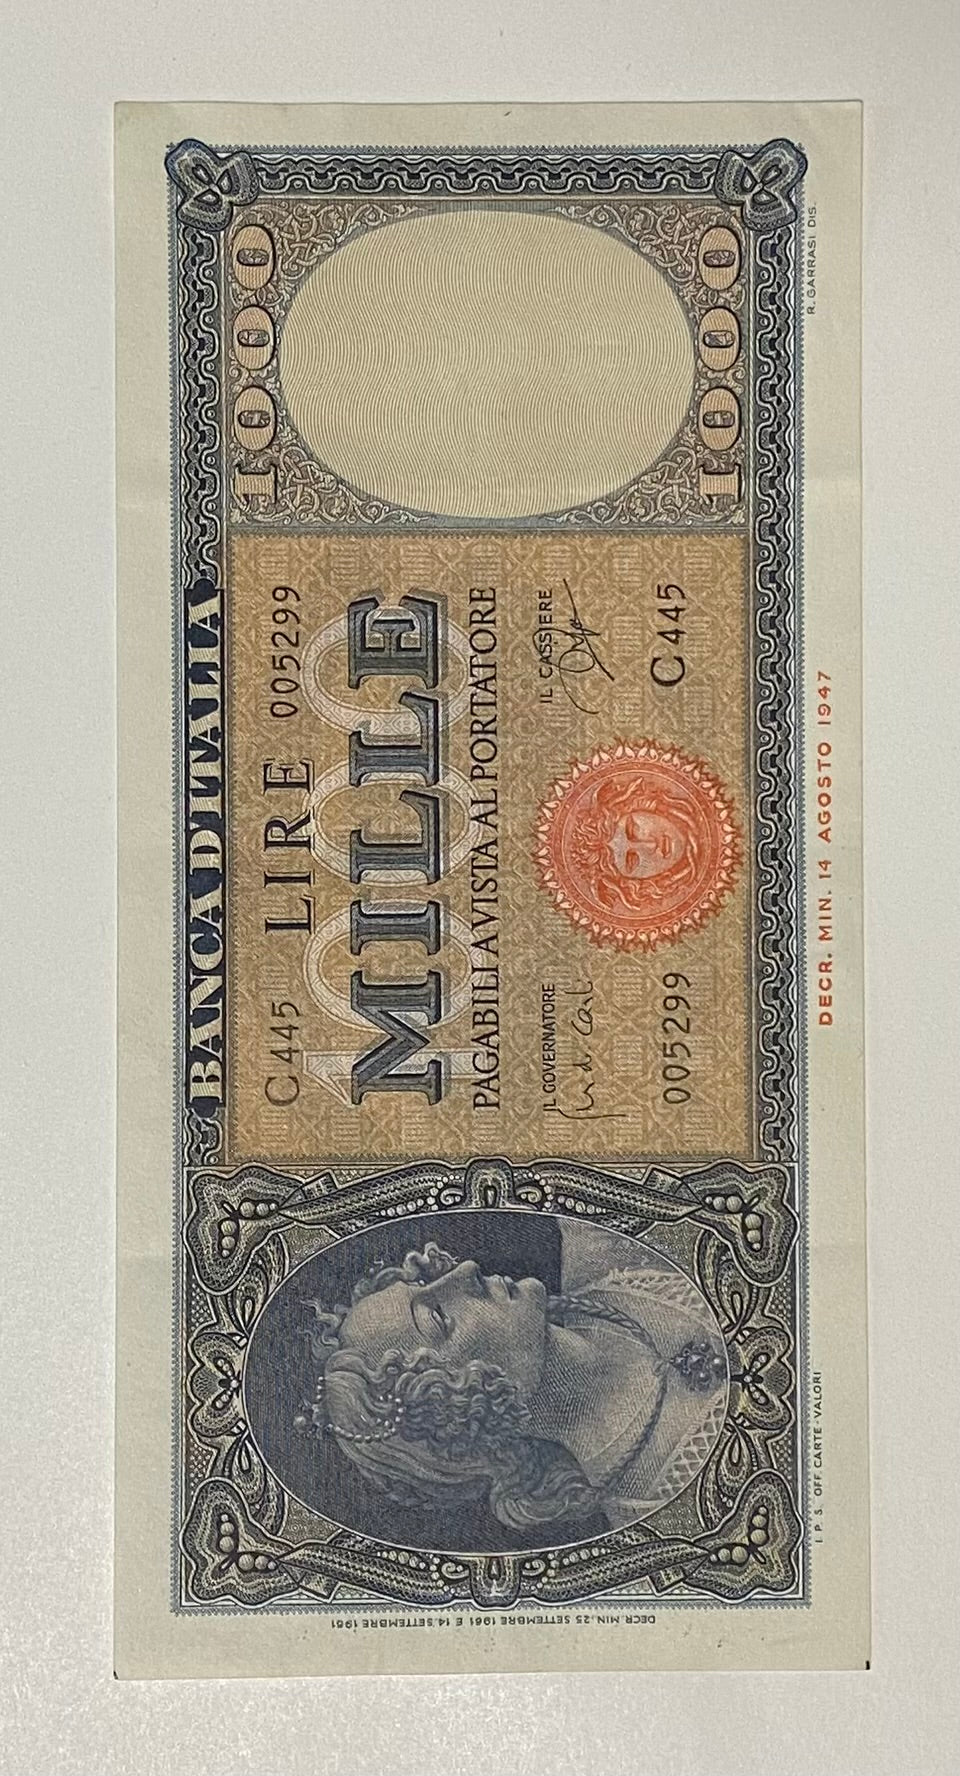 BANCA D'ITALIA
1000
C445 LIRE 005299
1000
MILLE
PAGABILI A VISTA AL PORTATORE
IL GOVERNATORE
IL CASSIERE
005299
C445
1000
I. P. S. OFF. CARTE-VALORI
DECR. MIN. 14 AGOSTO 1947
R. GARRASI DIS.
DECR. MIN. 25 SETTEMBRE 1961 E 14 SETTEMBRE 1961